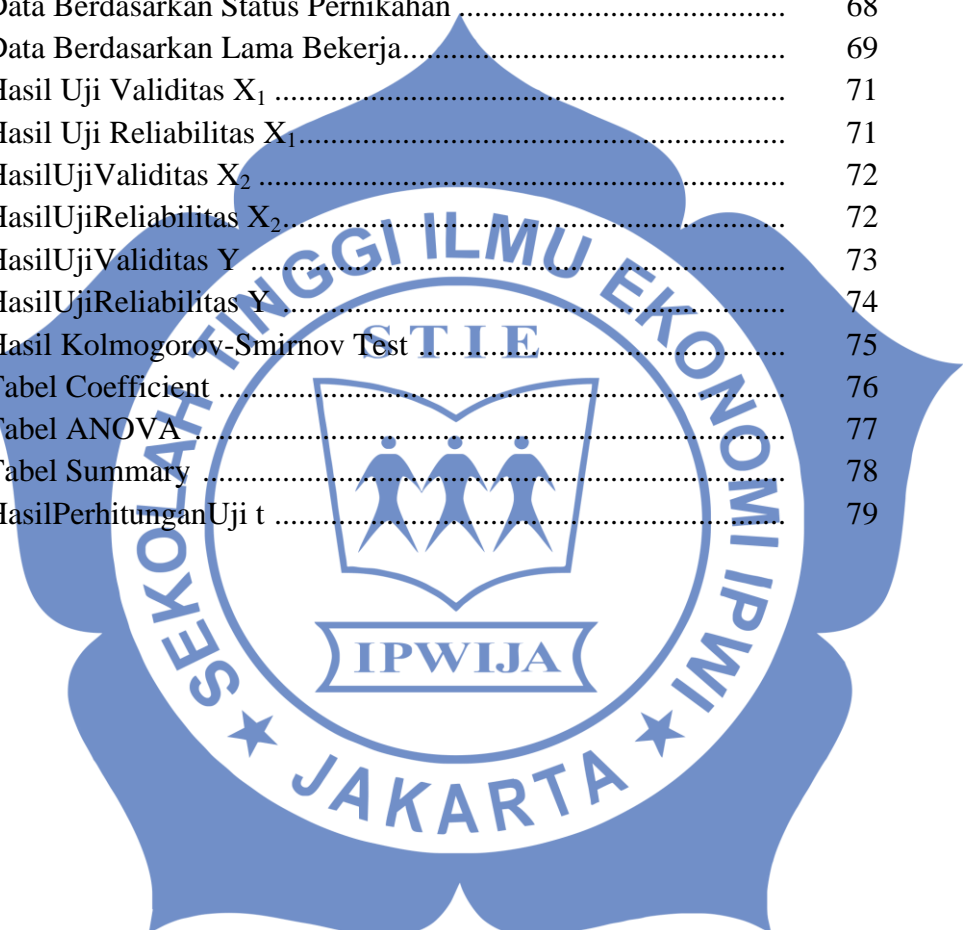 Data Berdasarkan Status Pernikahan ............................................ 68
Data Berdasarkan Lama Bekerja.................................................... 69
Hasil Uji Validitas X₁ .................................................................... 71
Hasil Uji Reliabilitas X₁................................................................. 71
HasilUjiValiditas X₂ ...................................................................... 72
HasilUjiReliabilitas X₂................................................................... 72
HasilUjiValiditas Y ........................................................................ 73
HasilUjiReliabilitas Y .................................................................... 74
Hasil Kolmogorov-Smirnov Test ................................................... 75
Tabel Coefficient ........................................................................... 76
Tabel ANOVA .............................................................................. 77
Tabel Summary ............................................................................. 78
HasilPerhitunganUji t .................................................................... 79
SEKOLAH TINGGI ILMU EKONOMI IPWI
STIE
IPWIJA
JAKARTA